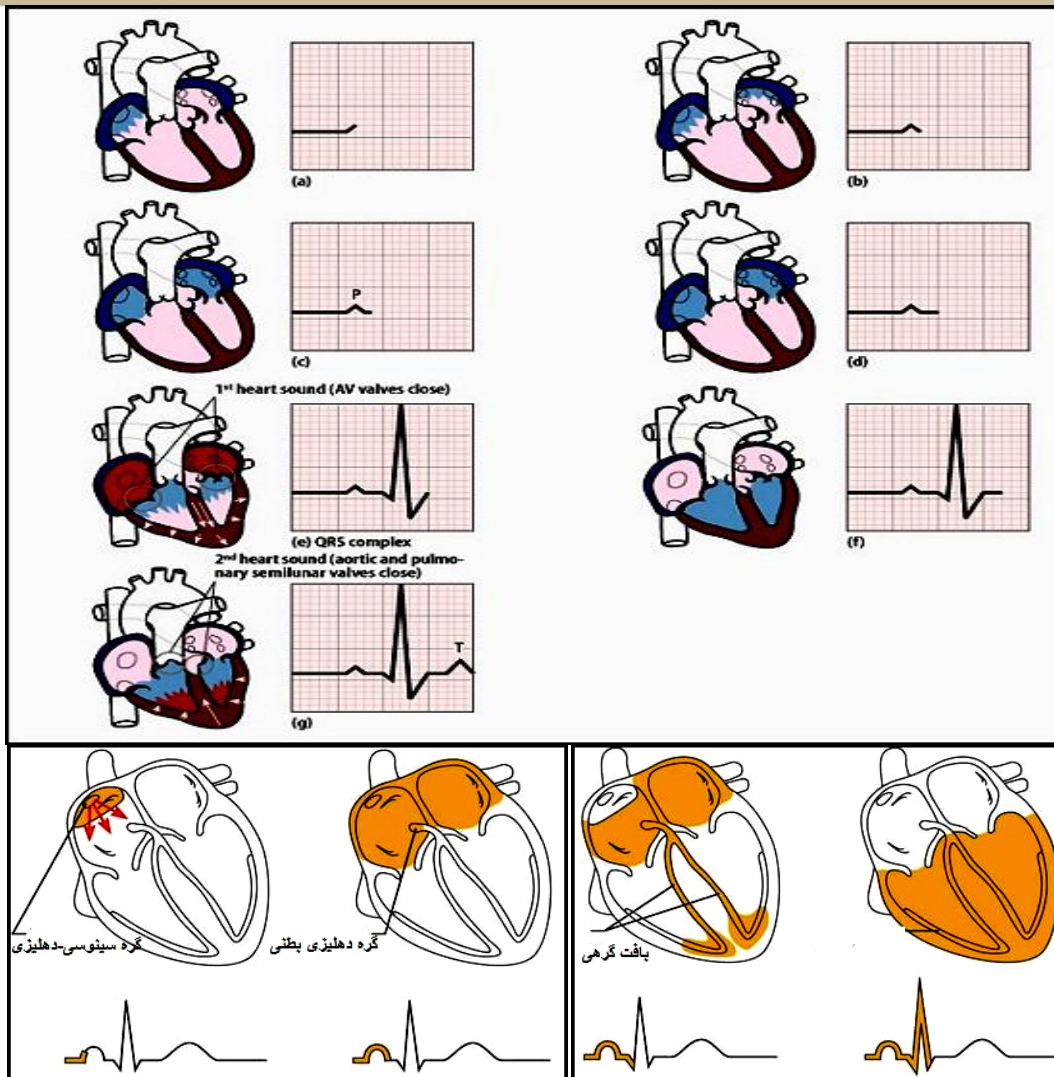 (a)
(b)
P
(c)
(d)
1st heart sound (AV valves close)
(e) QRS complex
(f)
2nd heart sound (aortic and pulmo-
nary semilunar valves close)
T
(g)
گره سینوسی-دهلیزی
گره دهلیزی بطنی
بافت گرهی